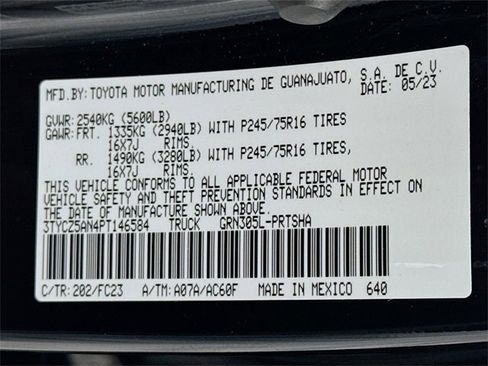 MFD.BY: TOYOTA MOTOR MANUFACTURING DE GUANAJUATO, S.A. DE C.V.
DATE: 05/23
GVWR: 2540KG (5600LB)
GAWR: FRT. 1335KG (2940LB) WITH P245/75R16 TIRES
16X7J RIMS.
RR. 1490KG (3280LB) WITH P245/75R16 TIRES,
16X7J RIMS.
THIS VEHICLE CONFORMS TO ALL APPLICABLE FEDERAL MOTOR
VEHICLE SAFETY AND THEFT PREVENTION STANDARDS IN EFFECT ON
THE DATE OF MANUFACTURE SHOWN ABOVE.
3TYCZ5AN4PT146584 TRUCK GRN305L-PRTSHA
C/TR: 202/FC23 A/TM: A07A/AC60F MADE IN MEXICO 640